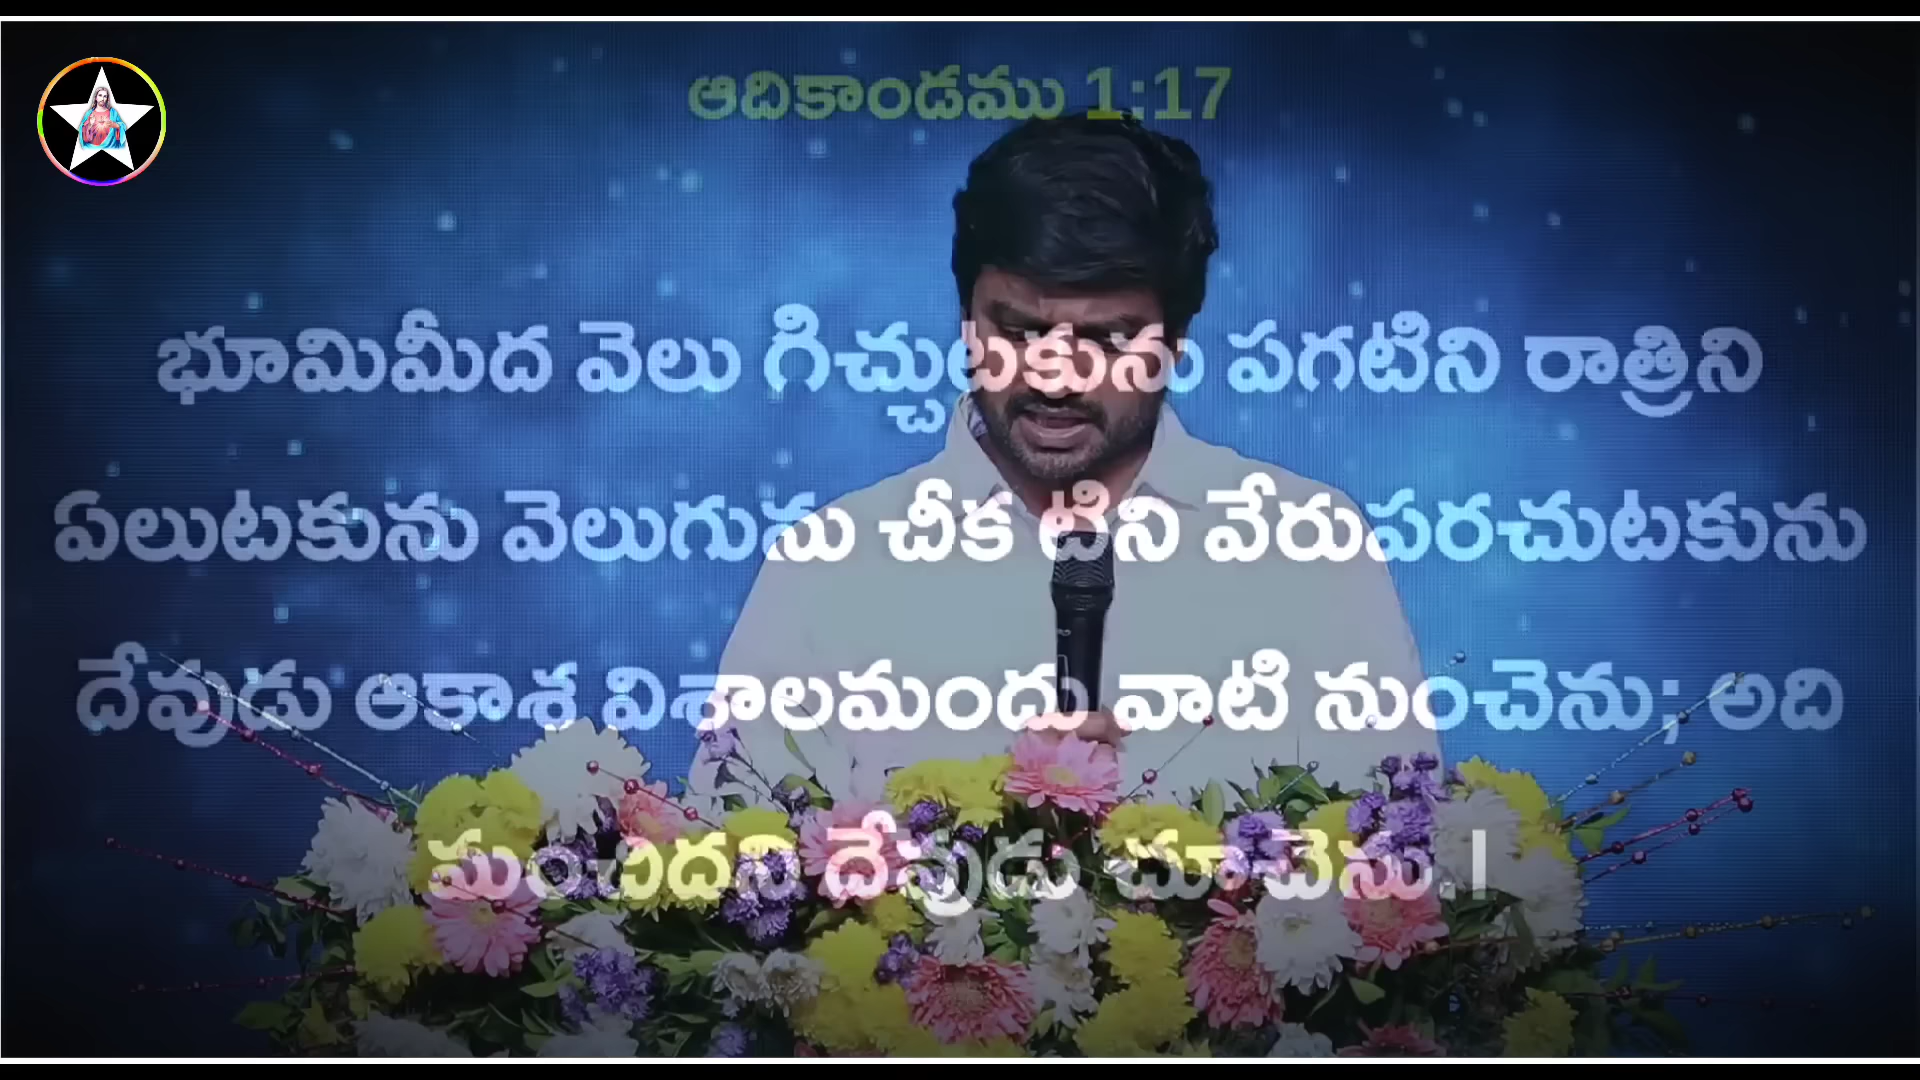 ఆదికాండము 1:17
భూమిమీద వెలు గిచ్చుటకును పగటిని రాత్రిని
ఏలుటకును వెలుగును చీక టిని వేరుపరచుటకును
దేవుడు ఆకాశ విశాలమందు వాటి నుంచెను; అది
మంచిదని దేవుడు చూచెను.I